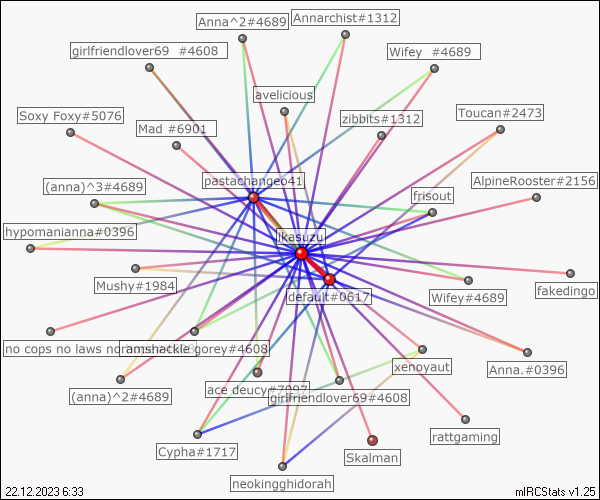 Anna^2#4689
Annarchist#1312
girlfriendlover69 #4608
Wifey #4689
avelicious
Soxy Foxy#5076
Mad #6901
zibbits#1312
Toucan#2473
(anna)^3#4689
pastachangeo41
AlpineRooster#2156
frisout
hypomanianna#0396
ikasuzu
Mushy#1984
default#0617
Wifey#4689
fakedingo
no cops no laws no
ramshackle gorey#4608
xenoyaut
Anna.#0396
(anna)^2#4689
ace deucy#7097
girlfriendlover69#4608
Cypha#1717
Skalman
rattgaming
neokingghidorah
22.12.2023 6:33
mIRCStats v1.25